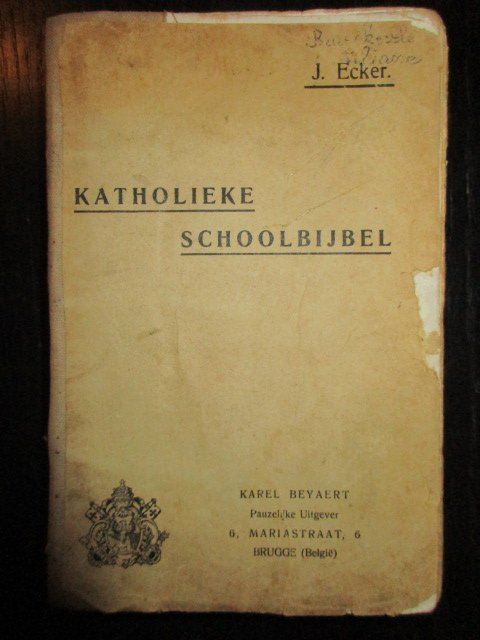 J. Ecker.
KATHOLIEKE
SCHOOLBIJBEL
KAREL BEYAERT
Pauzelijke Uitgever
6, MARIASTRAAT, 6
BRUGGE (België)